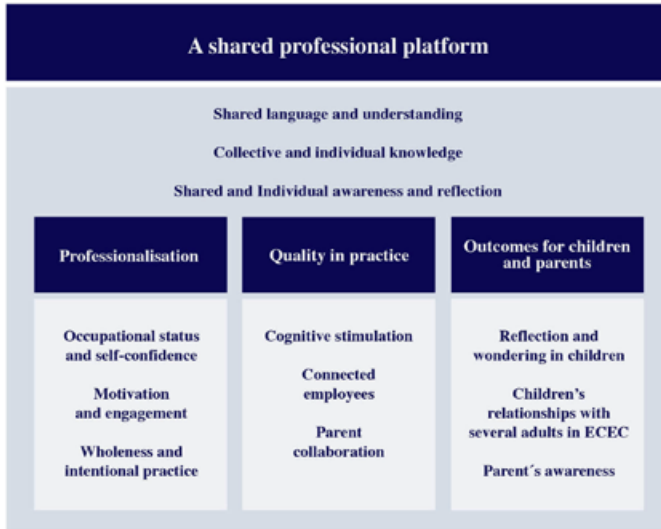 A shared professional platform
Shared language and understanding
Collective and individual knowledge
Shared and Individual awareness and reflection
Professionalisation
Occupational status
and self-confidence
Motivation
and engagement
Wholeness and
intentional practice
Quality in practice
Cognitive stimulation
Connected
employees
Parent
collaboration
Outcomes for children
and parents
Reflection and
wondering in children
Children's
relationships with
several adults in ECEC
Parent´s awareness